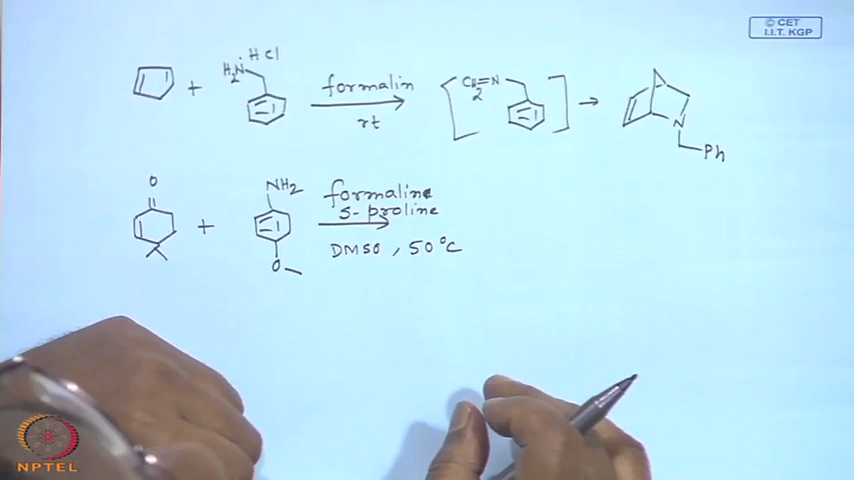 © CET
I.I.T. KGP
+ H₂N HCl formalin [CH₂=N] →
rt
N
Ph
O
+ NH₂ formaline
S-proline
DMSO, 50°C
O
NPTEL